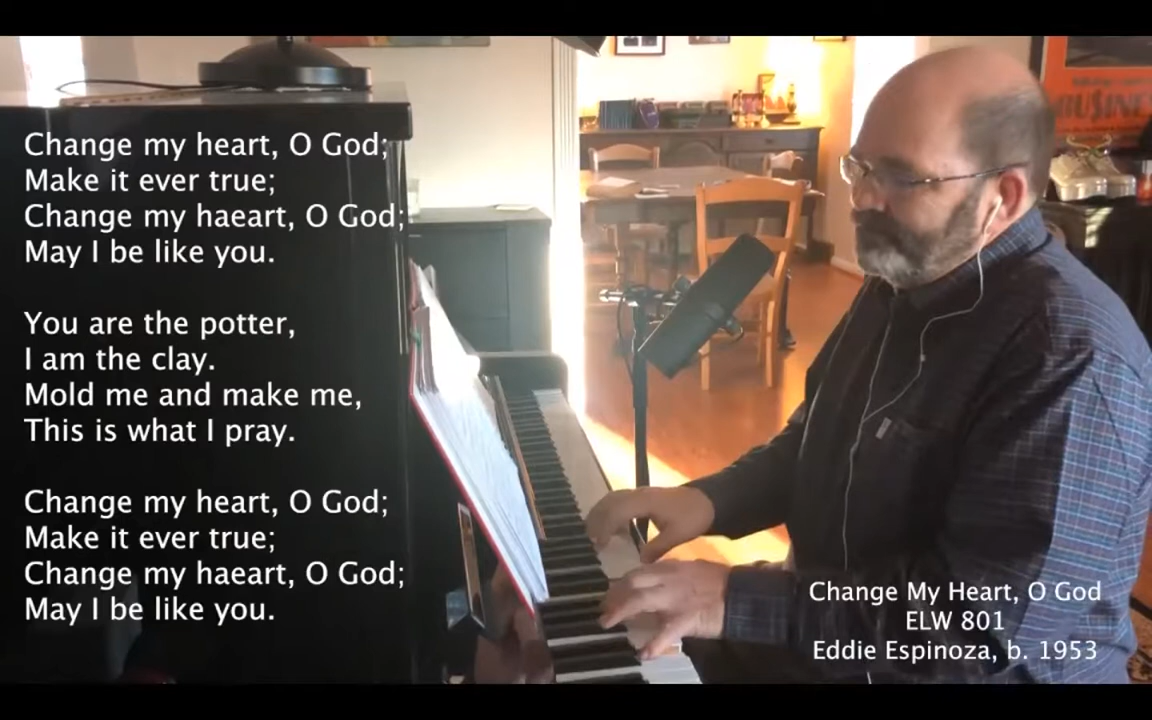 Change my heart, O God;
Make it ever true;
Change my haeart, O God;
May I be like you.
You are the potter,
I am the clay.
Mold me and make me,
This is what I pray.
Change my heart, O God;
Make it ever true;
Change my haeart, O God;
May I be like you.
BU$INE
Change My Heart, O God
ELW 801
Eddie Espinoza, b. 1953